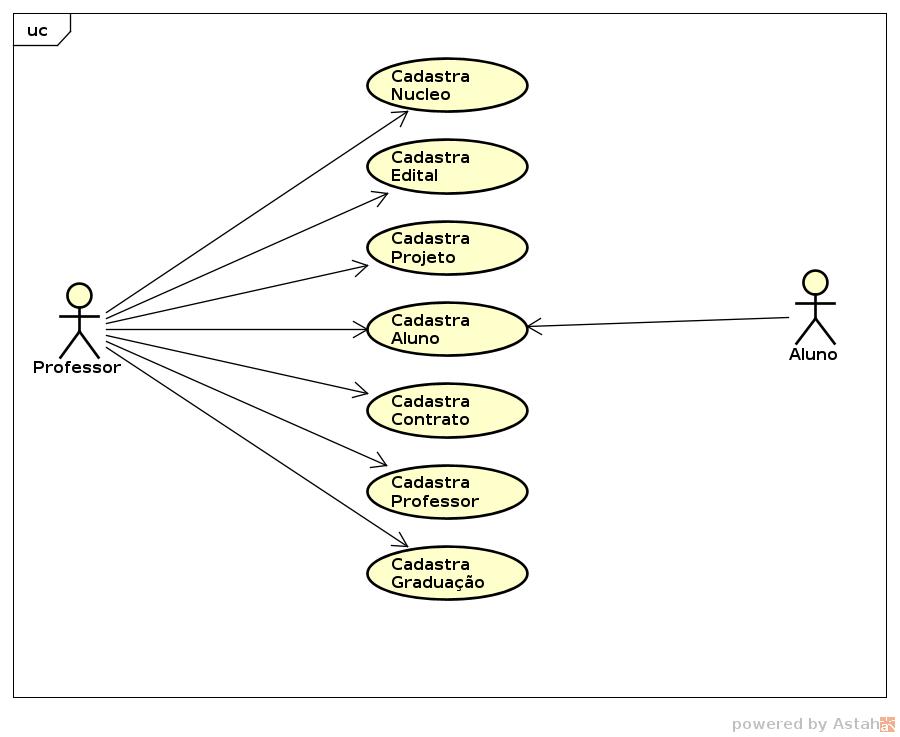 uc
Cadastra
Nucleo
Cadastra
Edital
Cadastra
Projeto
Cadastra
Aluno
Cadastra
Contrato
Cadastra
Professor
Cadastra
Graduação
Professor
Aluno
powered by Astah